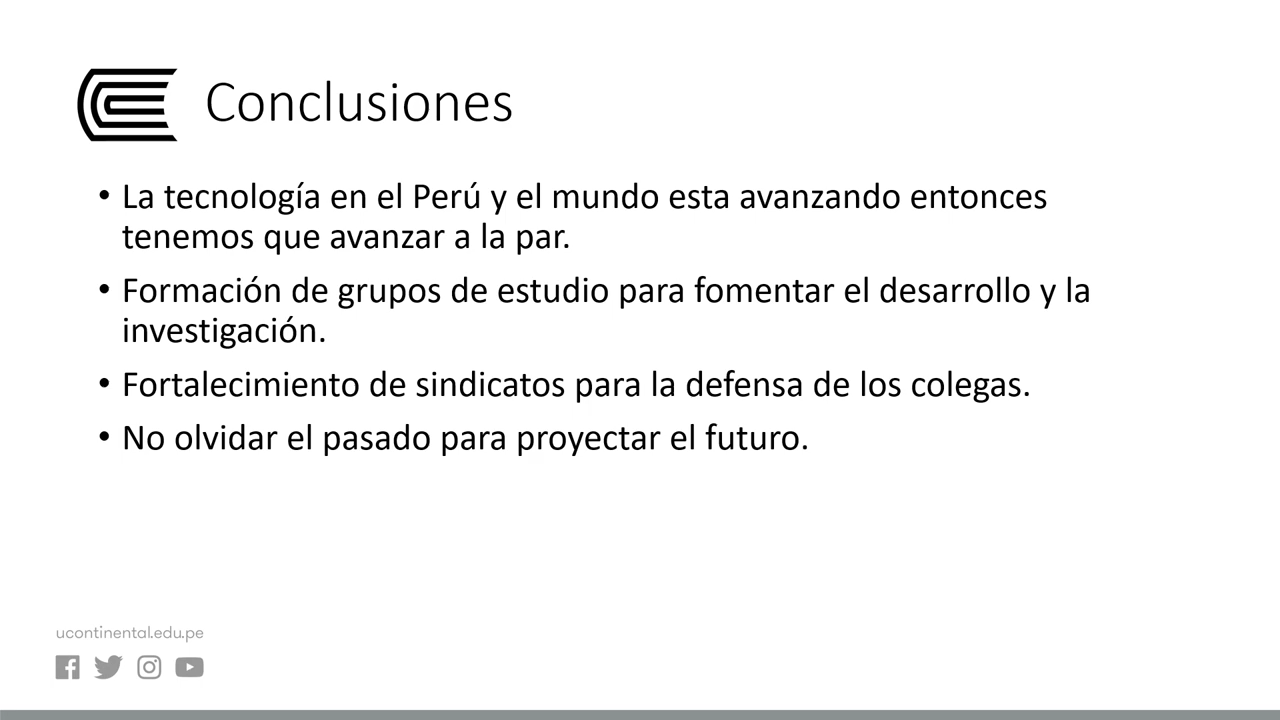 Conclusiones
• La tecnología en el Perú y el mundo esta avanzando entonces
tenemos que avanzar a la par.
• Formación de grupos de estudio para fomentar el desarrollo y la
investigación.
• Fortalecimiento de sindicatos para la defensa de los colegas.
• No olvidar el pasado para proyectar el futuro.
ucontinental.edu.pe